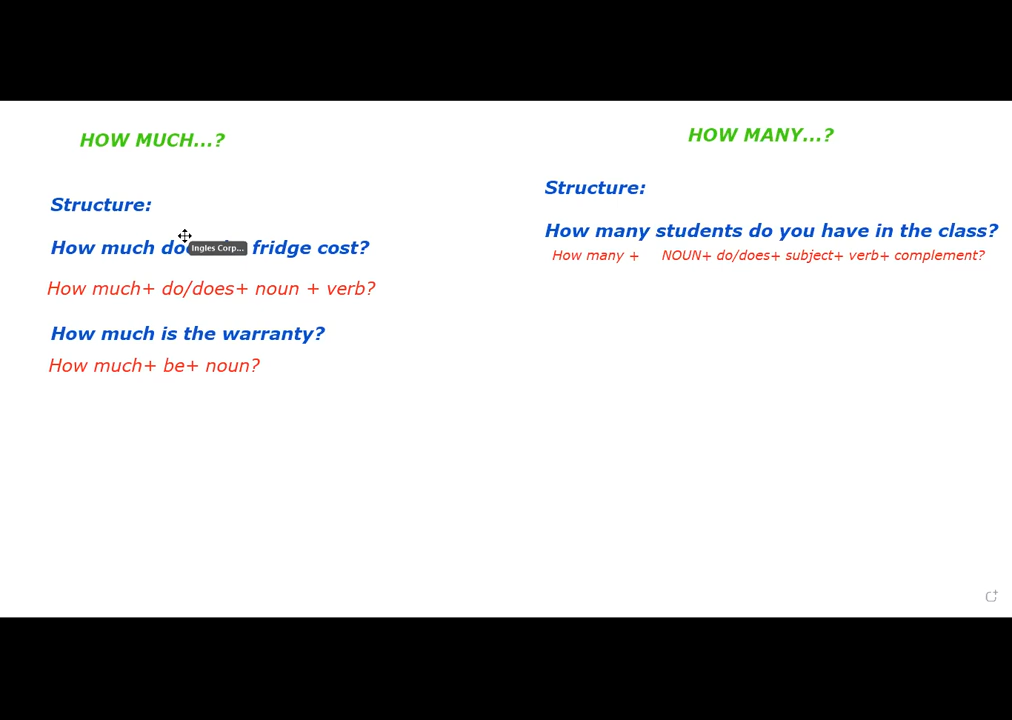 HOW MUCH...?
Structure:
How much fridge cost?
Ingles Corp...
How much+ do/does+ noun + verb?
How much is the warranty?
How much+ be+ noun?
HOW MANY...?
Structure:
How many students do you have in the class?
How many + NOUN+ do/does+ subject+ verb+ complement?